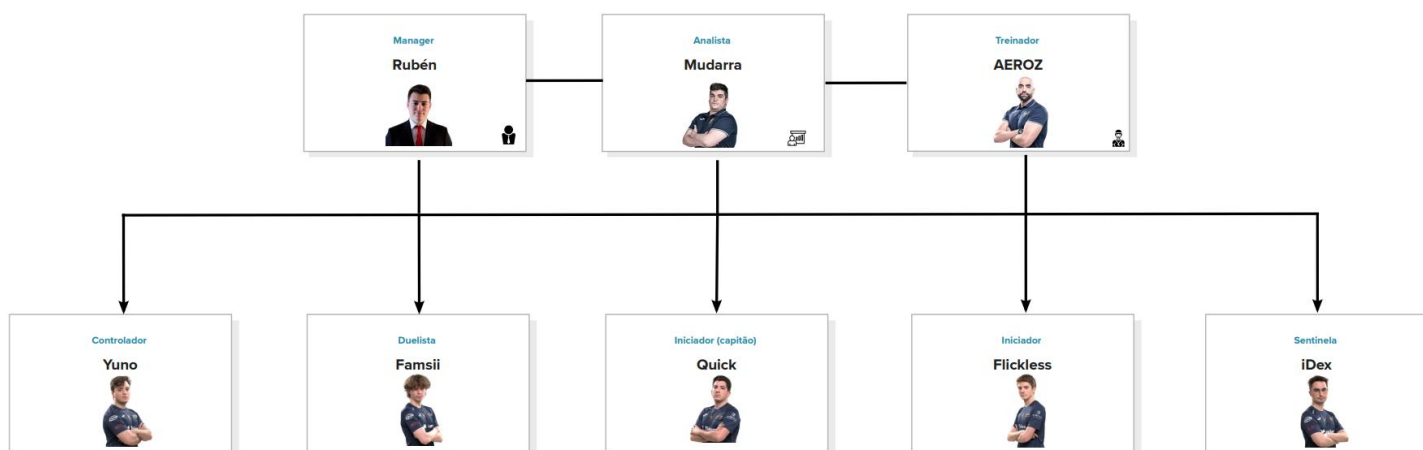 Manager
Rubén
Analista
Mudarra
Treinador
AEROZ
Controlador
Yuno
Duelista
Famsii
Iniciador (capitão)
Quick
Iniciador
Flickless
Sentinela
iDex